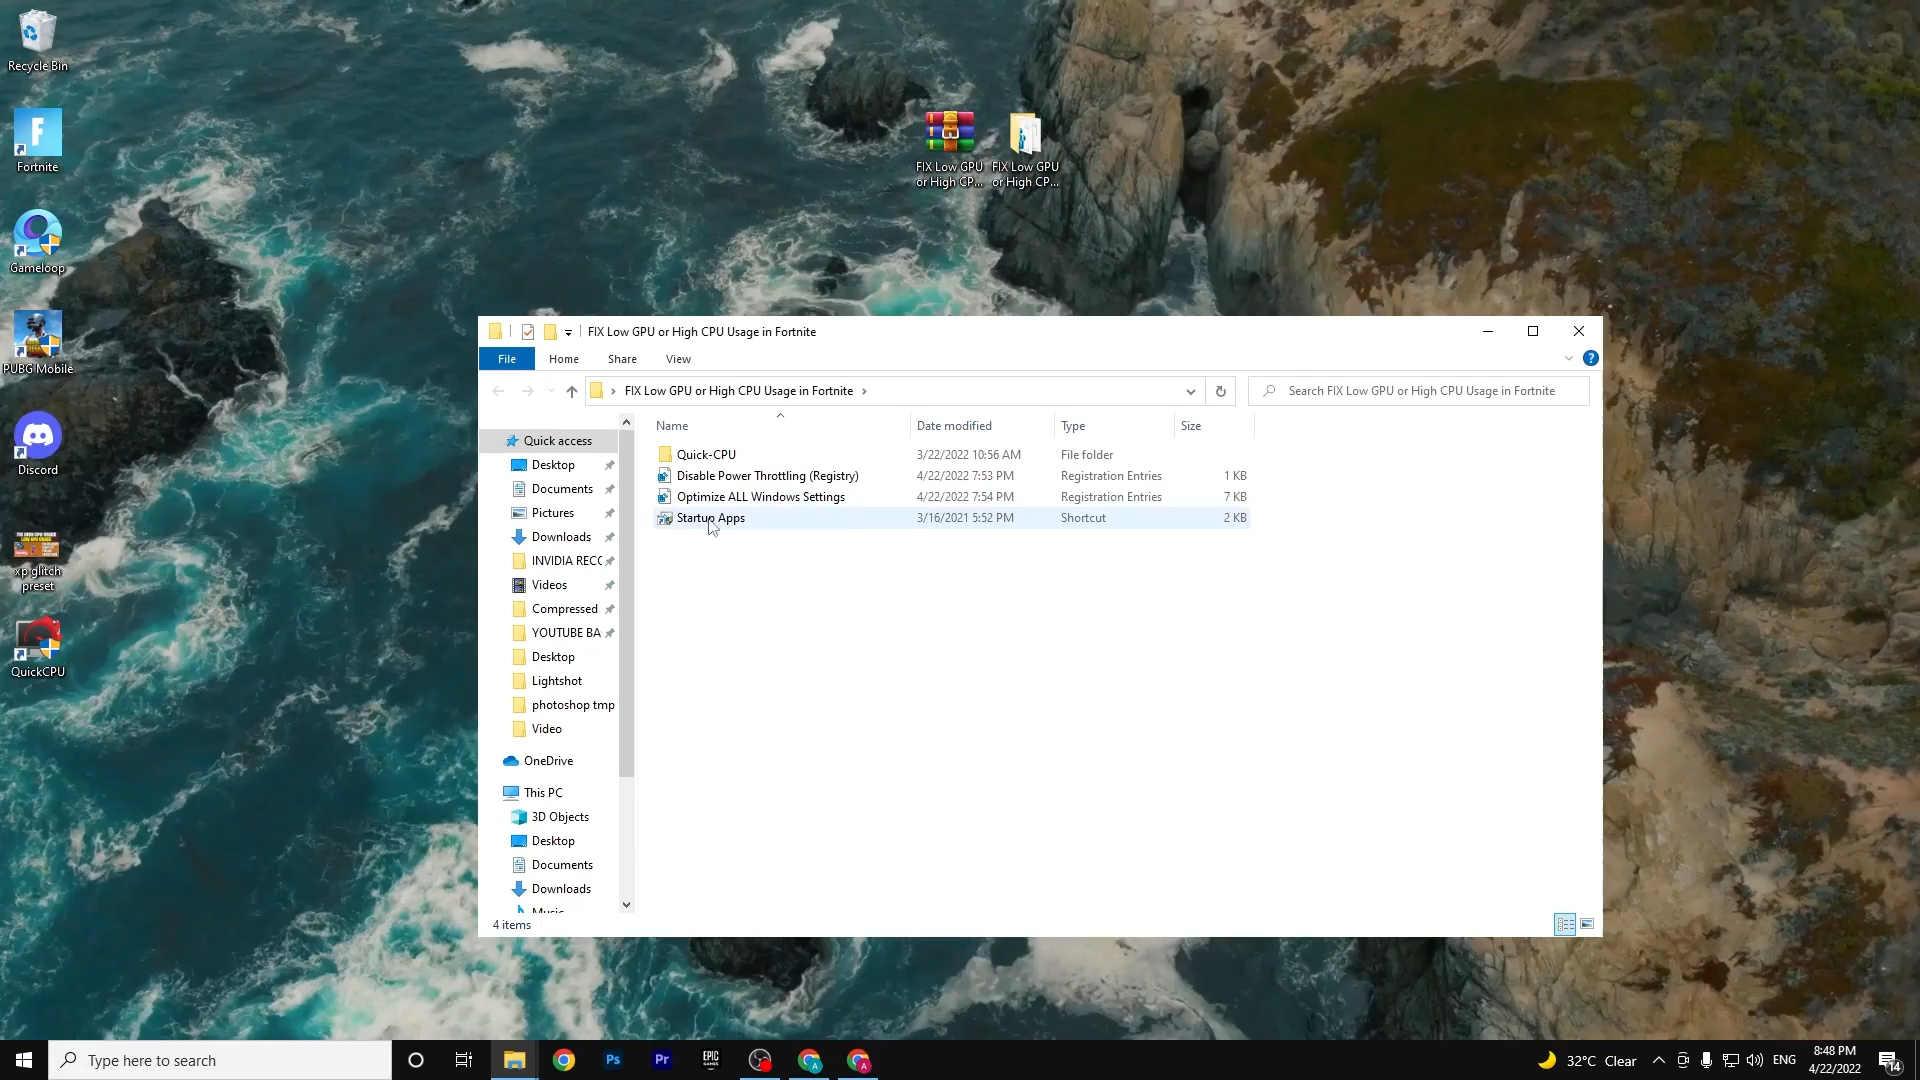 Recycle Bin
Fortnite
Gameloop
PUBG Mobile
Discord
xp glitch
preset
QuickCPU
FIX Low GPU
or High CP...
FIX Low GPU
or High CP...
FIX Low GPU or High CPU Usage in Fortnite
File Home Share View
FIX Low GPU or High CPU Usage in Fortnite
Search FIX Low GPU or High CPU Usage in Fortnite
Name Date modified Type Size
Quick-CPU 3/22/2022 10:56 AM File folder
Disable Power Throttling (Registry) 4/22/2022 7:53 PM Registration Entries 1 KB
Optimize ALL Windows Settings 4/22/2022 7:54 PM Registration Entries 7 KB
Startup Apps 3/16/2021 5:52 PM Shortcut 2 KB
Quick access
Desktop
Documents
Pictures
Downloads
INVIDIA REC
Videos
Compressed
YOUTUBE BA
Desktop
Lightshot
photoshop tmp
Video
OneDrive
This PC
3D Objects
Desktop
Documents
Downloads
Music
4 items
Type here to search
Ps
Pr
EPIC
GAMES
A
A
32°C Clear
ENG
8:48 PM
4/22/2022
14